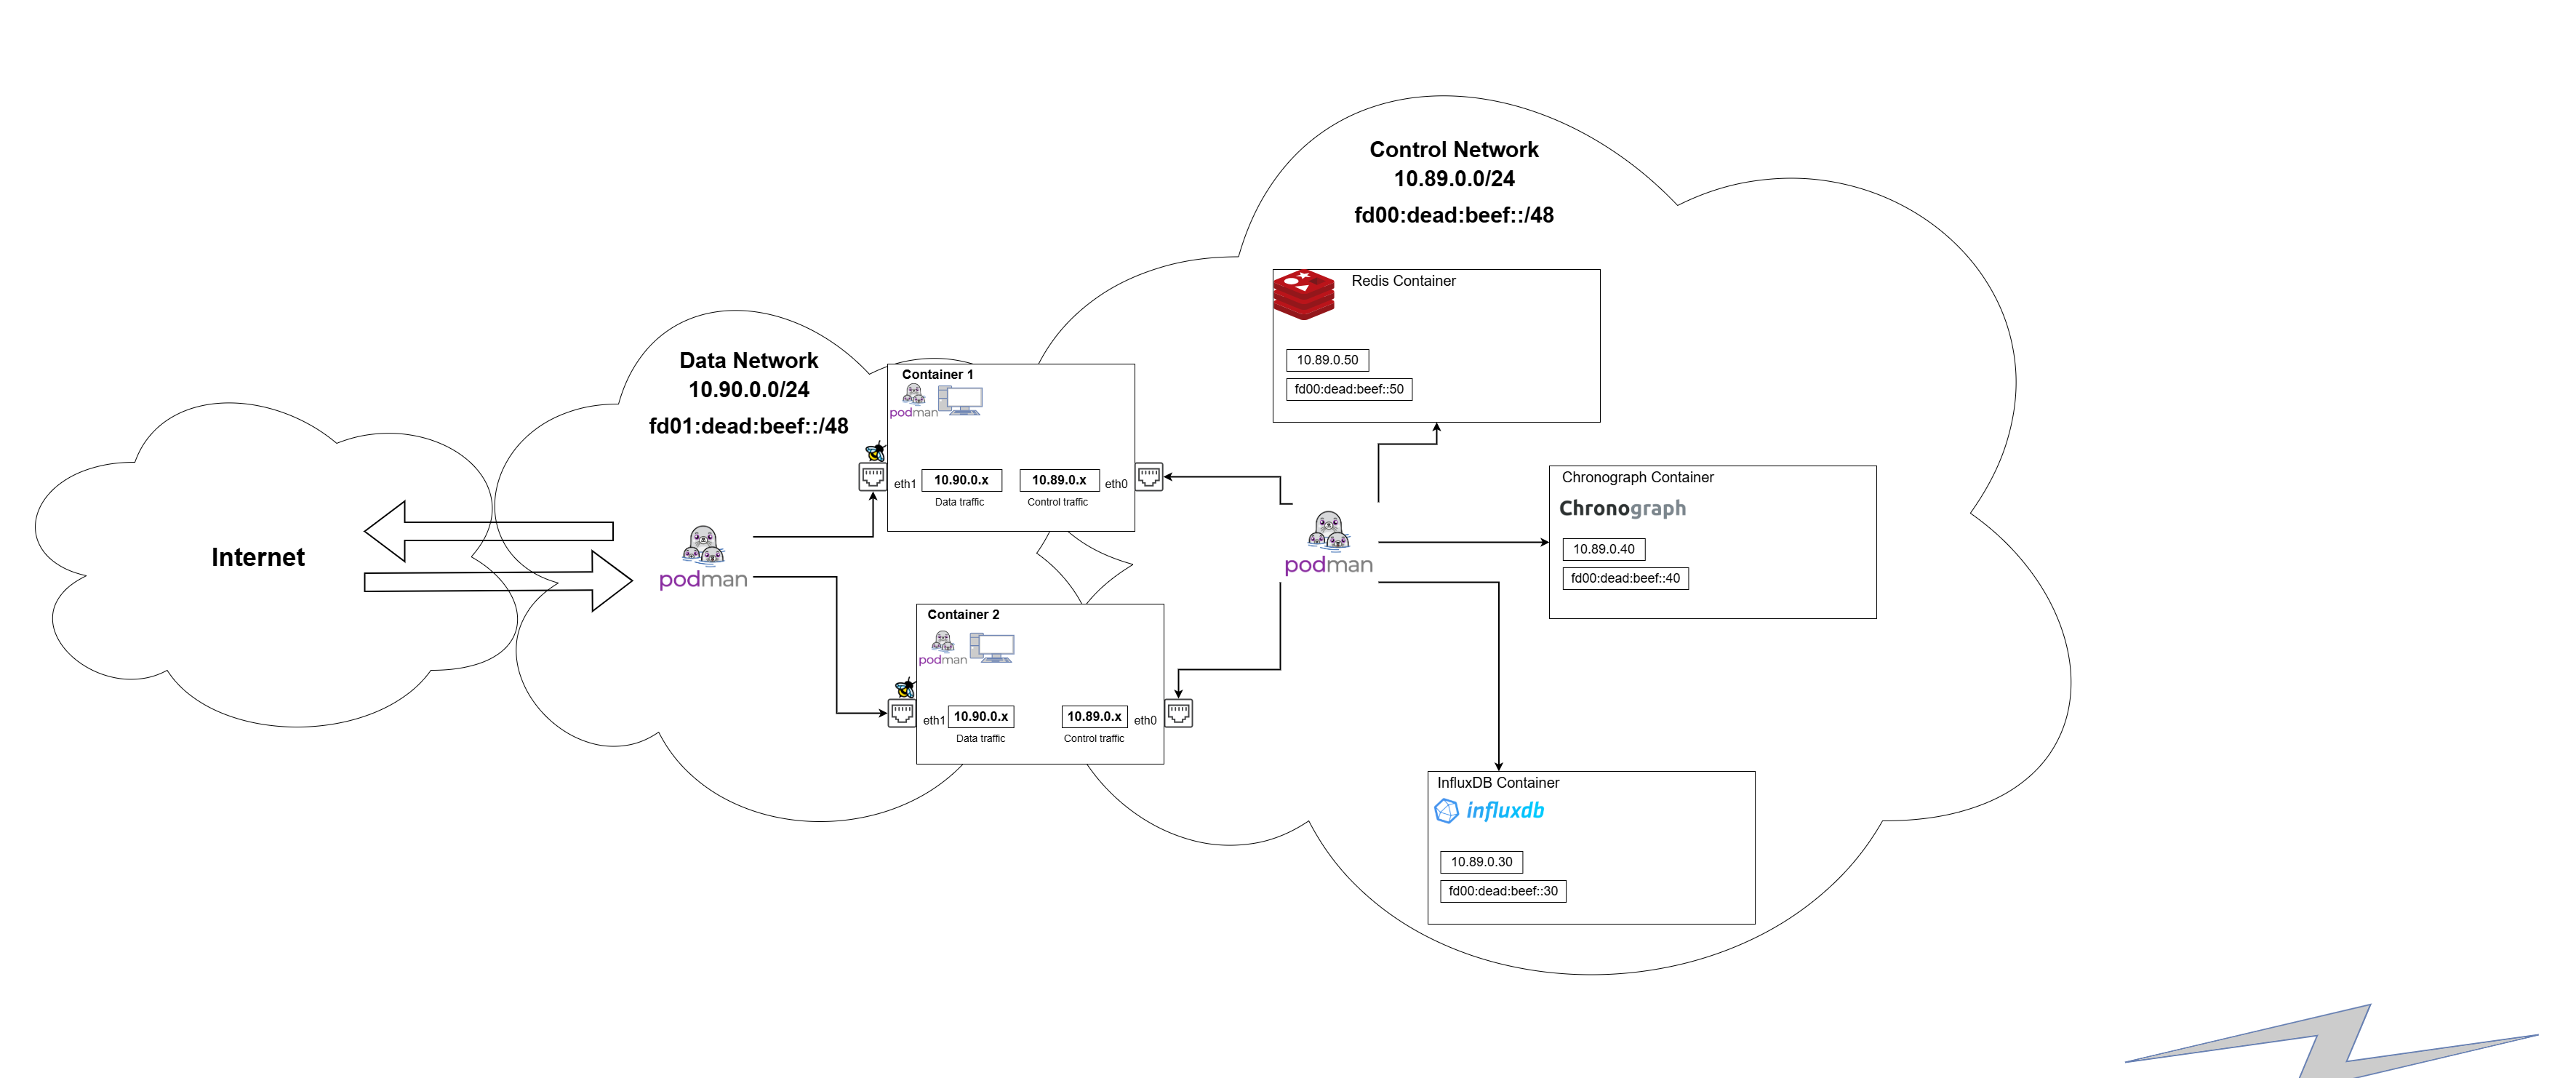 Control Network
10.89.0.0/24
fd00:dead:beef::/48
Redis Container
10.89.0.50
fd00:dead:beef::50
Data Network
10.90.0.0/24
fd01:dead:beef::/48
Container 1
podman
eth1
10.90.0.x
10.89.0.x
eth0
Data traffic
Control traffic
Chronograph Container
Chronograph
10.89.0.40
fd00:dead:beef::40
Internet
podman
podman
Container 2
podman
eth1
10.90.0.x
10.89.0.x
eth0
Data traffic
Control traffic
InfluxDB Container
influxdb
10.89.0.30
fd00:dead:beef::30